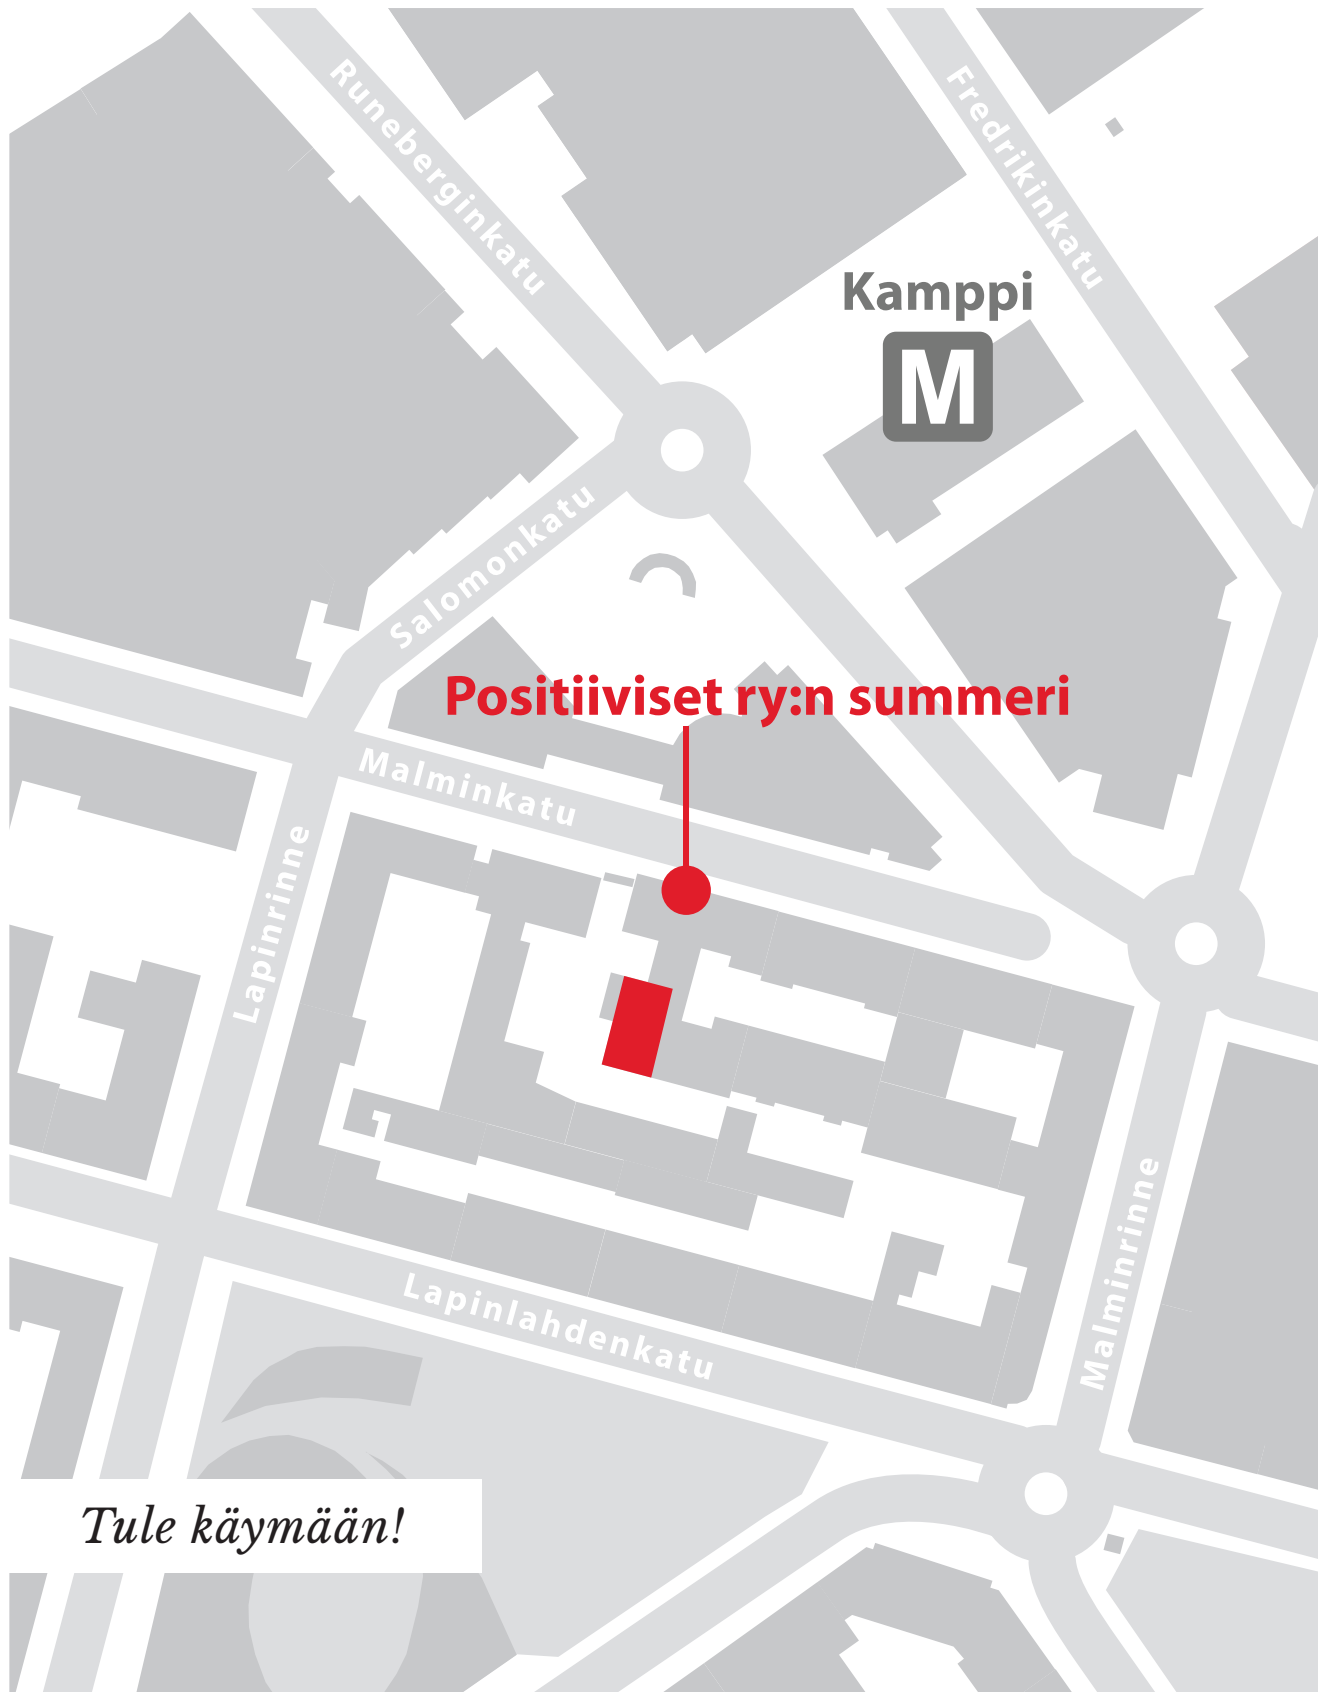 Runeberginkatu
Fredrikinkatu
Kamppi
M
Salomonkatu
Positiiviset ry:n summeri
Malminkatu
Lapinrinne
Malminrinne
Lapinlahdenkatu
Tule käymään!